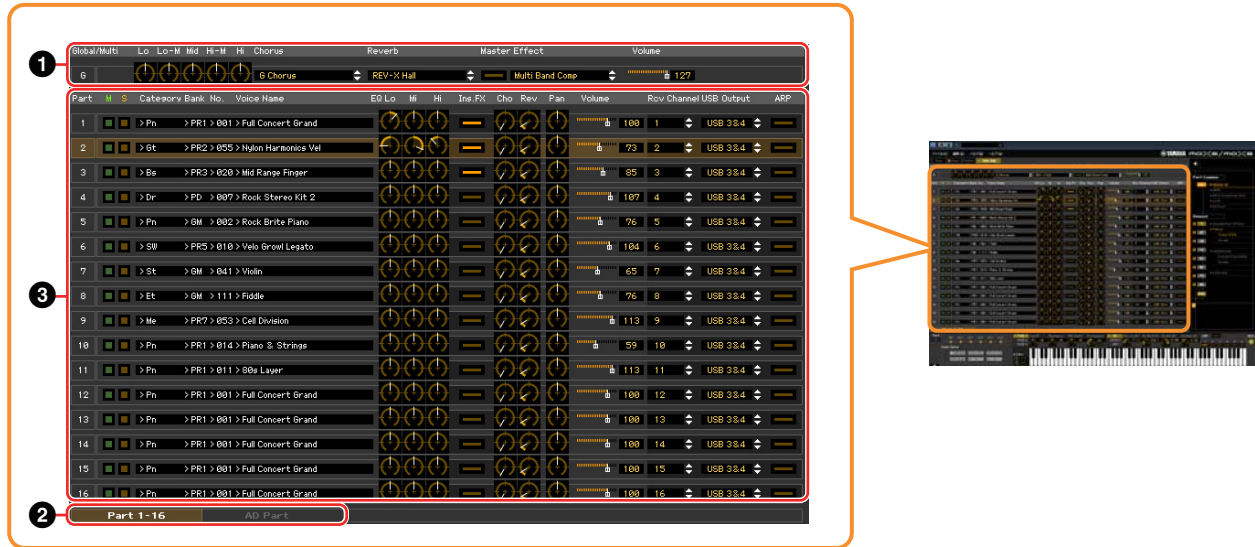 Global/Multi Lo Lo-M Mid Hi-M Hi Chorus Reverb Master Effect Volume
1
G G Chorus REV-X Hall Multi Band Comp 127
Part M S Category Bank No. Voice Name EQ Lo Mi Hi Ins.FX Cho Rev Pan Volume Rcv Channel USB Output ARP
1 > Pn > PR1 > 001 > Full Concert Grand 100 1 USB 3&4
2 > Gt > PR2 > 055 > Nylon Harmonics Vel 73 2 USB 3&4
3 > Bs > PR3 > 020 > Mid Range Finger 85 3 USB 3&4
4 > Dr > PD > 007 > Rock Stereo Kit 2 107 4 USB 3&4
5 > Pn > GM > 002 > Rock Brite Piano 76 5 USB 3&4
6 > SW > PR5 > 010 > Velo Growl Legato 104 6 USB 3&4
7 > St > GM > 041 > Violin 65 7 USB 3&4
3
8 > Et > GM > 111 > Fiddle 76 8 USB 3&4
9 > Me > PR7 > 053 > Cell Division 113 9 USB 3&4
10 > Pn > PR1 > 014 > Piano & Strings 59 10 USB 3&4
11 > Pn > PR1 > 011 > 80s Layer 113 11 USB 3&4
12 > Pn > PR1 > 001 > Full Concert Grand 100 12 USB 3&4
13 > Pn > PR1 > 001 > Full Concert Grand 100 13 USB 3&4
14 > Pn > PR1 > 001 > Full Concert Grand 100 14 USB 3&4
15 > Pn > PR1 > 001 > Full Concert Grand 100 15 USB 3&4
16 > Pn > PR1 > 001 > Full Concert Grand 100 16 USB 3&4
2
Part 1-16 AD Part
YAMAHA